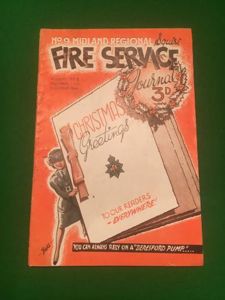 No. 9 MIDLAND REGIONAL
FIRE SERVICE
Journal
3D
CHRISTMAS
Greetings
TO OUR READERS
- EVERYWHERE!
YOU CAN ALWAYS RELY ON A "BERESFORD PUMP"....